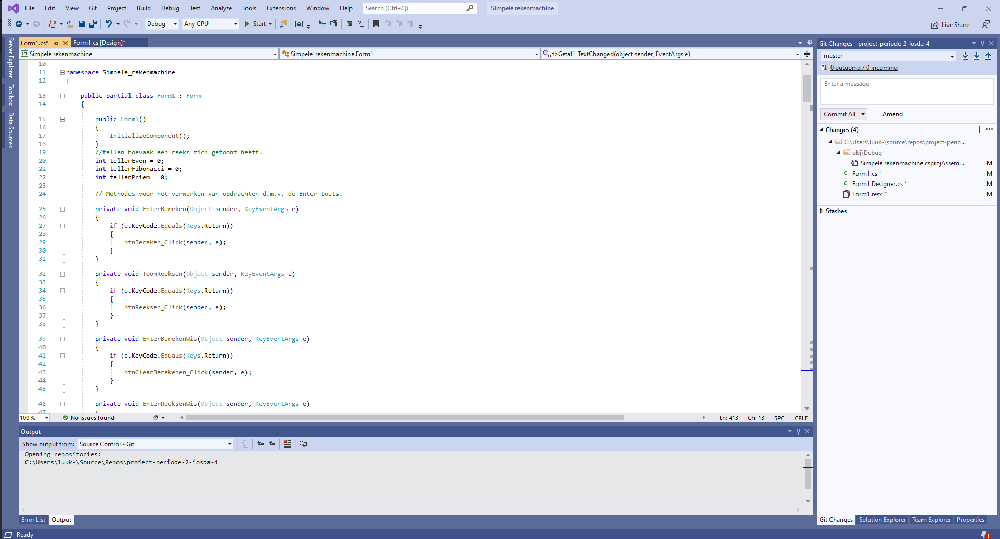 File Edit View Git Project Build Debug Test Analyze Tools Extensions Window Help Search (Ctrl+Q) Simpele rekenmachine
Debug Any CPU Start Live Share
Server Explorer
Toolbox
Data Sources
Form1.cs* Form1.cs [Design]*
Simpele rekenmachine Simpele_rekenmachine.Form1 tbGetal1_TextChanged(object sender, EventArgs e)
10
11 namespace Simpele_rekenmachine
12 {
13 public partial class Form1 : Form
14 {
15 public Form1()
16 {
17 InitializeComponent();
18 }
19 //tellen hoevaak een reeks zich getoont heeft.
20 int tellerEven = 0;
21 int tellerFibonacci = 0;
22 int tellerPriem = 0;
23
24 // Methodes voor het verwerken van opdrachten d.m.v. de Enter toets.
25 private void EnterBereken(Object sender, KeyEventArgs e)
26 {
27 if (e.KeyCode.Equals(Keys.Return))
28 {
29 btnBereken_Click(sender, e);
30 }
31 }
32 private void ToonReeksen(Object sender, KeyEventArgs e)
33 {
34 if (e.KeyCode.Equals(Keys.Return))
35 {
36 btnReeksen_Click(sender, e);
37 }
38 }
39 private void EnterBerekenWis(Object sender, KeyEventArgs e)
40 {
41 if (e.KeyCode.Equals(Keys.Return))
42 {
43 btnClearBerekenen_Click(sender, e);
44 }
45 }
46 private void EnterReeksenWis(Object sender, KeyEventArgs e)
47 {
100 % No issues found Ln: 413 Ch: 13 SPC CRLF
Output
Show output from: Source Control - Git
Opening repositories:
C:\Users\luuk-\Source\Repos\project-periode-2-iosda-4
Error List Output
Ready
Git Changes - project-periode-2-iosda-4
master
0 outgoing / 0 incoming
Enter a message
Commit All Amend
Changes (4)
C:\Users\luuk-\source\repos\project-perio...
obj\Debug
Simpele rekenmachine.csprojAssem... M
Form1.cs * M
Form1.Designer.cs * M
Form1.resx * M
Stashes
Git Changes Solution Explorer Team Explorer Properties
1